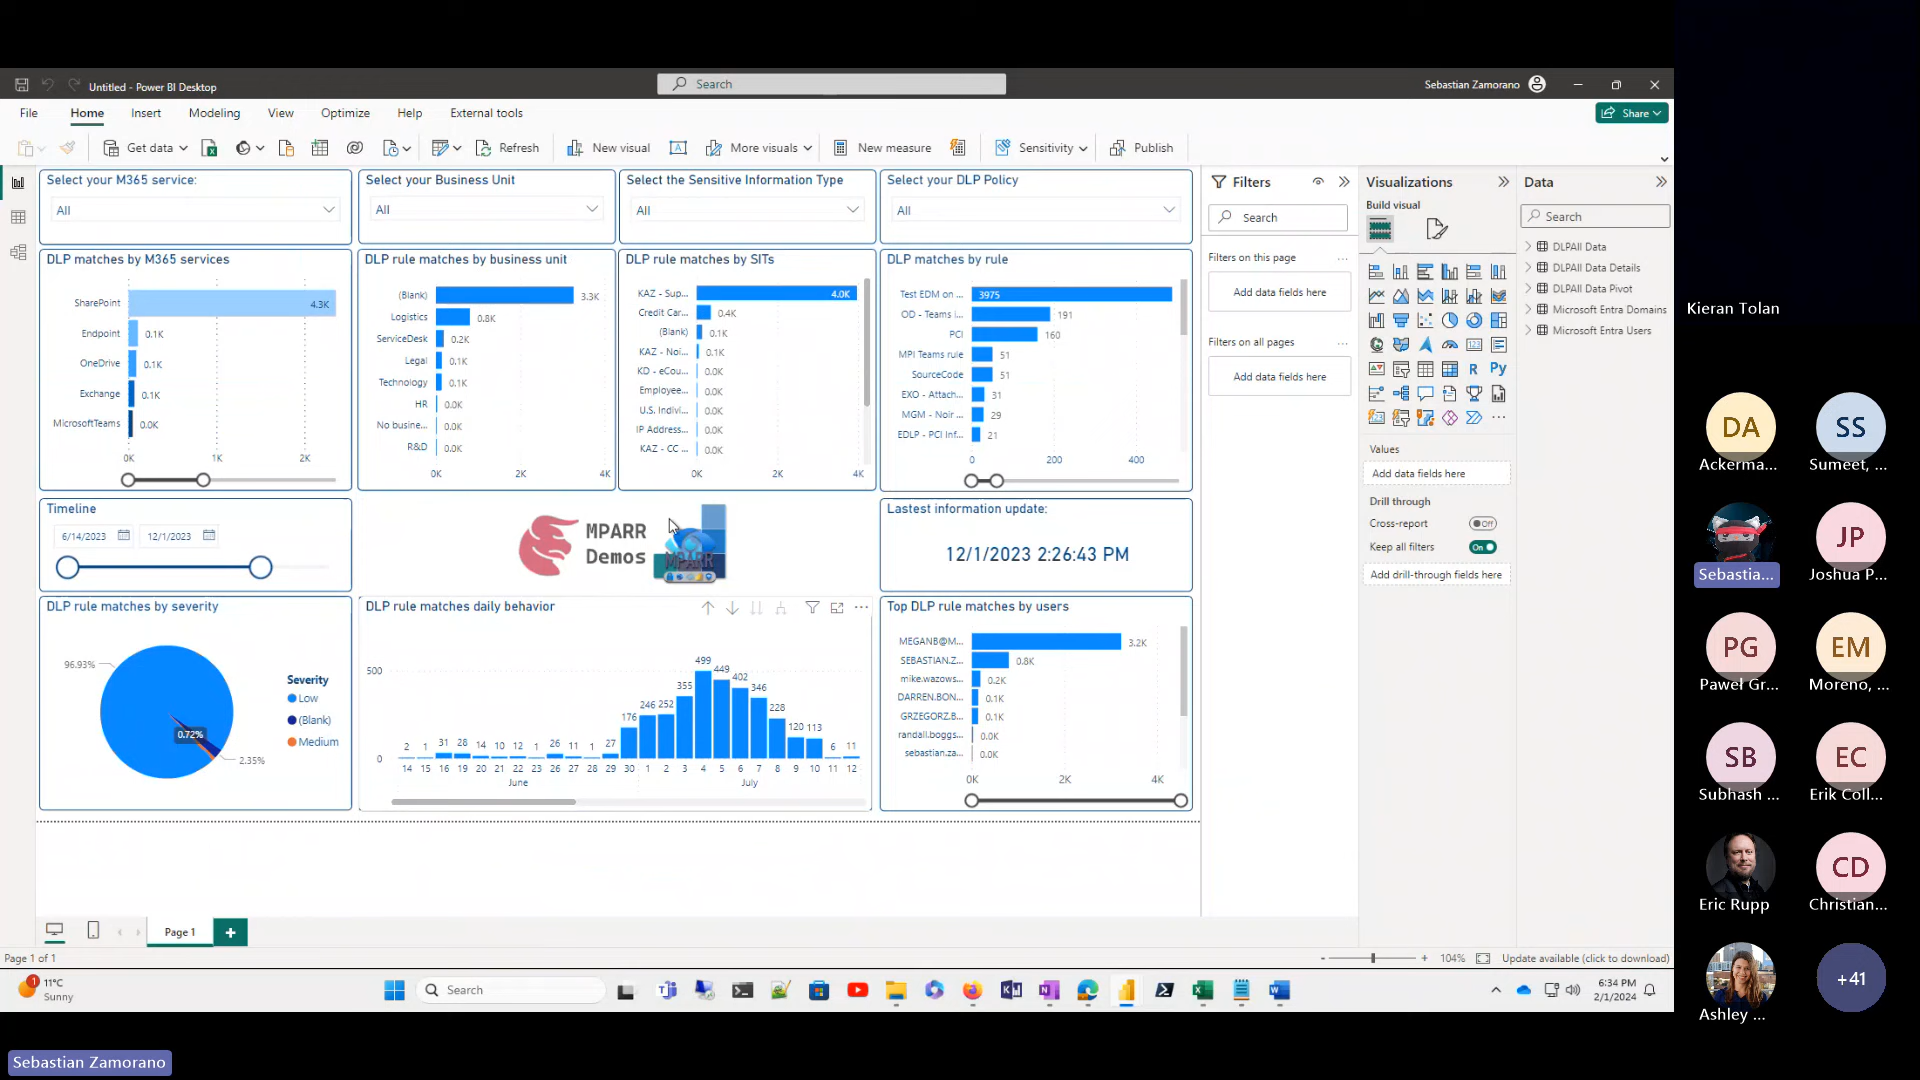 Untitled - Power BI Desktop
Search
Sebastian Zamorano
File
Home
Insert
Modeling
View
Optimize
Help
External tools
Share
Get data
Refresh
New visual
More visuals
New measure
Sensitivity
Publish
Select your M365 service:
All
Select your Business Unit
All
Select the Sensitive Information Type
All
Select your DLP Policy
All
DLP matches by M365 services
SharePoint 4.3K
Endpoint 0.1K
OneDrive 0.1K
Exchange 0.1K
MicrosoftTeams 0.0K
0K 1K 2K
DLP rule matches by business unit
(Blank) 3.3K
Logistics 0.8K
ServiceDesk 0.2K
Legal 0.1K
Technology 0.1K
HR 0.0K
No busine... 0.0K
R&D 0.0K
0K 2K 4K
DLP rule matches by SITs
KAZ - Sup... 4.0K
Credit Car... 0.4K
(Blank) 0.1K
KAZ - Noi... 0.1K
KD - eCou... 0.0K
Employee... 0.0K
U.S. Indivi... 0.0K
IP Address... 0.0K
KAZ - CC ... 0.0K
0K 2K 4K
DLP matches by rule
Test EDM on ... 3975
OD - Teams i... 191
PCI 160
MPI Teams rule 51
SourceCode 51
EXO - Attach... 31
MGM - Noir ... 29
EDLP - PCI Inf... 21
0 200 400
Timeline
6/14/2023 12/1/2023
MPARR
Demos
MPARR
Lastest information update:
12/1/2023 2:26:43 PM
DLP rule matches by severity
96.93%
0.72%
2.35%
Severity
Low
(Blank)
Medium
DLP rule matches daily behavior
500
0
2 1 31 28 14 10 12 1 26 11 1 27 176 246 252 355 499 449 402 346 228 120 113 6 11
14 15 16 19 20 21 22 23 26 27 28 29 30 1 2 3 4 5 6 7 8 9 10 11 12
June July
Top DLP rule matches by users
MEGANB@M... 3.2K
SEBASTIAN.Z... 0.8K
mike.wazows... 0.2K
DARREN.BON... 0.1K
GRZEGORZ.B... 0.1K
randall.boggs... 0.0K
sebastian.za... 0.0K
0K 2K 4K
Filters
Search
Filters on this page
Add data fields here
Filters on all pages
Add data fields here
Visualizations
Build visual
R
Py
123
Values
Add data fields here
Drill through
Cross-report Off
Keep all filters On
Add drill-through fields here
Data
Search
DLPAll Data
DLPAll Data Details
DLPAll Data Pivot
Microsoft Entra Domains
Microsoft Entra Users
Page 1
Page 1 of 1
104%
Update available (click to download)
1
11°C
Sunny
Search
6:34 PM
2/1/2024
Kieran Tolan
DA
Ackerma...
SS
Sumeet, ...
Sebastia...
JP
Joshua P...
PG
Paweł Gr...
EM
Moreno, ...
SB
Subhash ...
EC
Erik Coll...
Eric Rupp
CD
Christian...
Ashley ...
+41
Sebastian Zamorano